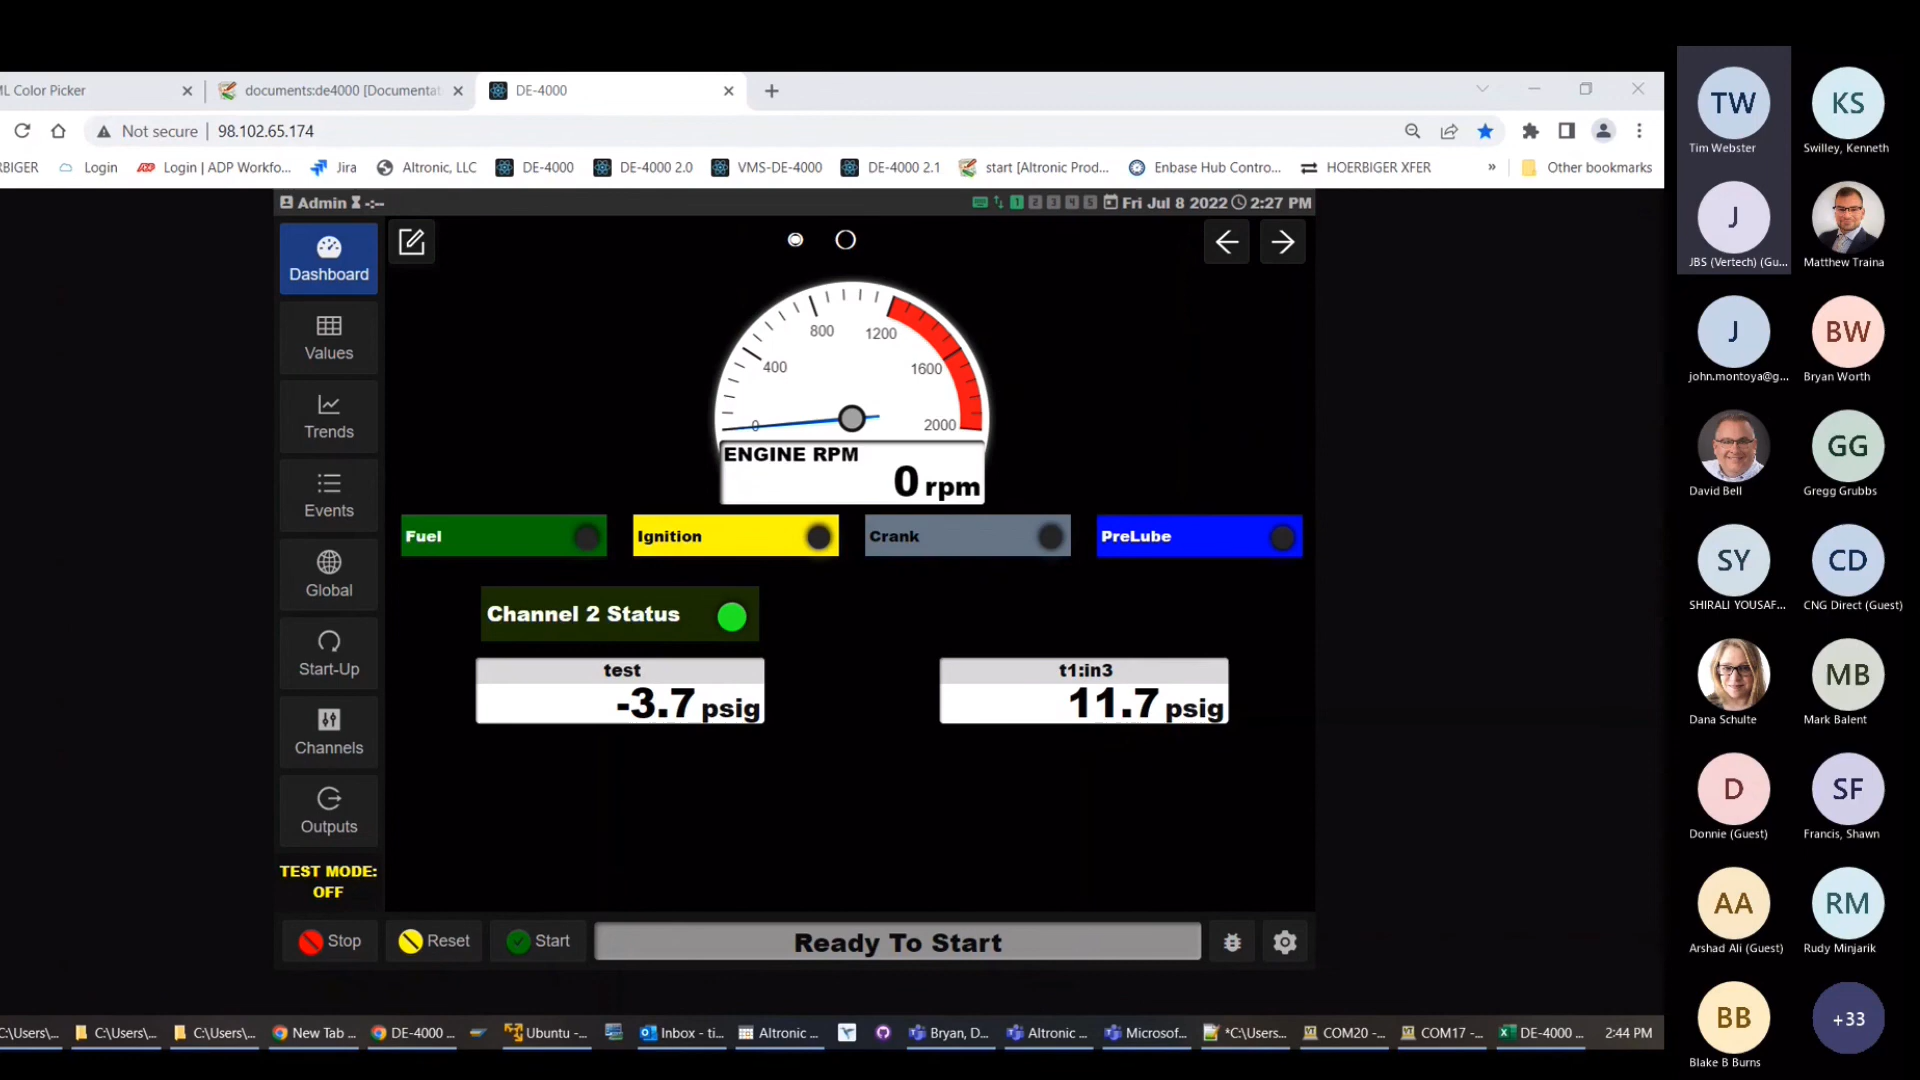 ML Color Picker
documents:de4000 [Documentat
DE-4000
Not secure | 98.102.65.174
RBIGER
Login
Login | ADP Workfo...
Jira
Altronic, LLC
DE-4000
DE-4000 2.0
VMS-DE-4000
DE-4000 2.1
start [Altronic Prod...
Enbase Hub Contro...
HOERBIGER XFER
»
Other bookmarks
Admin -:--
1 2 3 4 5 Fri Jul 8 2022 2:27 PM
Dashboard
Values
Trends
Events
Global
Start-Up
Channels
Outputs
TEST MODE:
OFF
0
400
800
1200
1600
2000
ENGINE RPM
0 rpm
Fuel
Ignition
Crank
PreLube
Channel 2 Status
test
-3.7 psig
t1:in3
11.7 psig
Stop
Reset
Start
Ready To Start
C:\Users\...
C:\Users\...
C:\Users\...
New Tab ...
DE-4000 ...
Ubuntu -...
Inbox - ti...
Altronic ...
Bryan, D...
Altronic ...
Microsof...
*C:\Users...
COM20 -...
COM17 -...
DE-4000 ...
2:44 PM
TW
Tim Webster
KS
Swilley, Kenneth
J
JBS (Vertech) (Gu...
Matthew Traina
J
john.montoya@g...
BW
Bryan Worth
David Bell
GG
Gregg Grubbs
SY
SHIRALI YOUSAF...
CD
CNG Direct (Guest)
Dana Schulte
MB
Mark Balent
D
Donnie (Guest)
SF
Francis, Shawn
AA
Arshad Ali (Guest)
RM
Rudy Minjarik
BB
Blake B Burns
+33